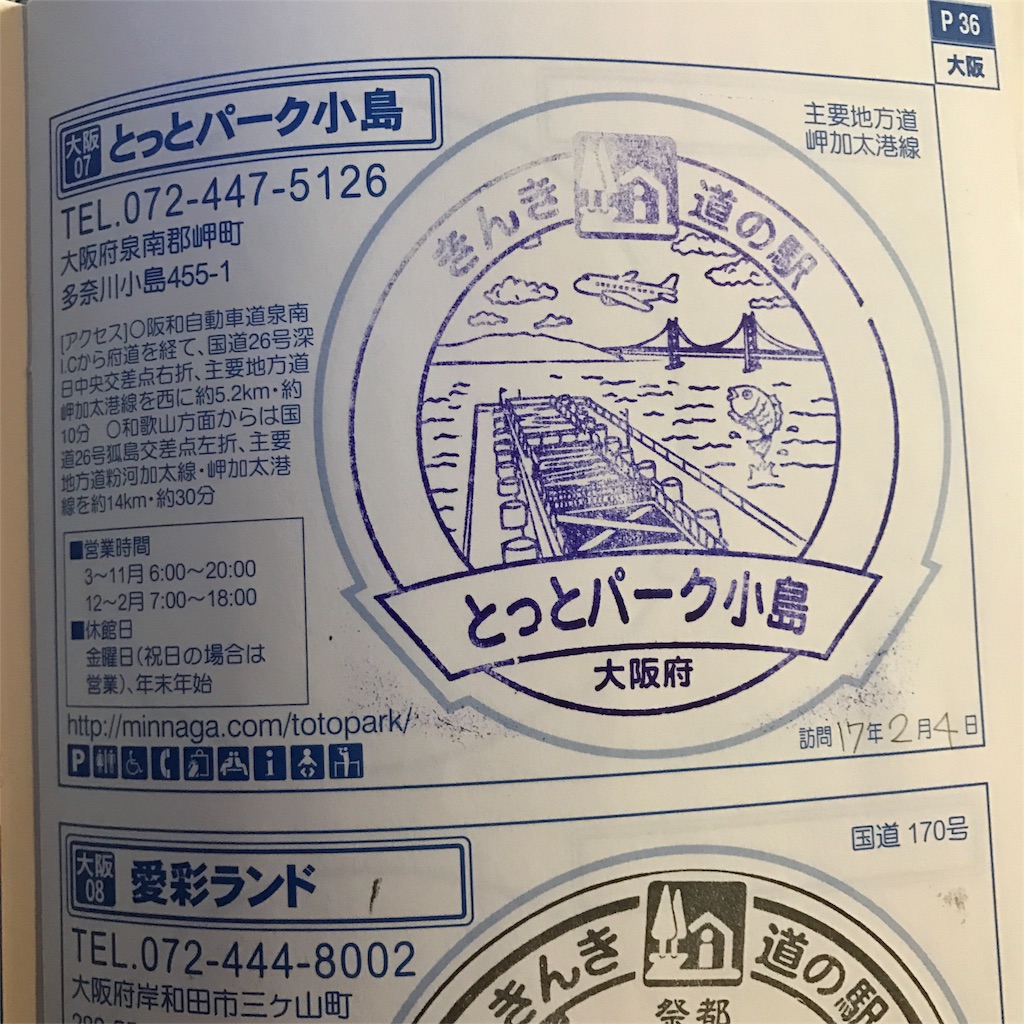 P 36
大阪
大阪
07
とっとパーク小島
主要地方道
岬加太港線
TEL.072-447-5126
大阪府泉南郡岬町
多奈川小島455-1
[アクセス]〇阪和自動車道泉南
I.Cから府道を経て、国道26号深
日中央交差点右折、主要地方道
岬加太港線を西に約5.2km・約
10分 〇和歌山方面からは国
道26号狐島交差点左折、主要
地方道粉河加太線・岬加太港
線を約14km・約30分
■営業時間
3〜11月 6:00〜20:00
12〜2月 7:00〜18:00
■休館日
金曜日(祝日の場合は
営業)、年末年始
http://minnaga.com/totopark/
P
i
きんき 道の駅
とっとパーク小島
大阪府
訪問 17年 2月 4日
大阪
08
愛彩ランド
国道 170号
TEL.072-444-8002
大阪府岸和田市三ケ山町
きんき 道の駅
祭都